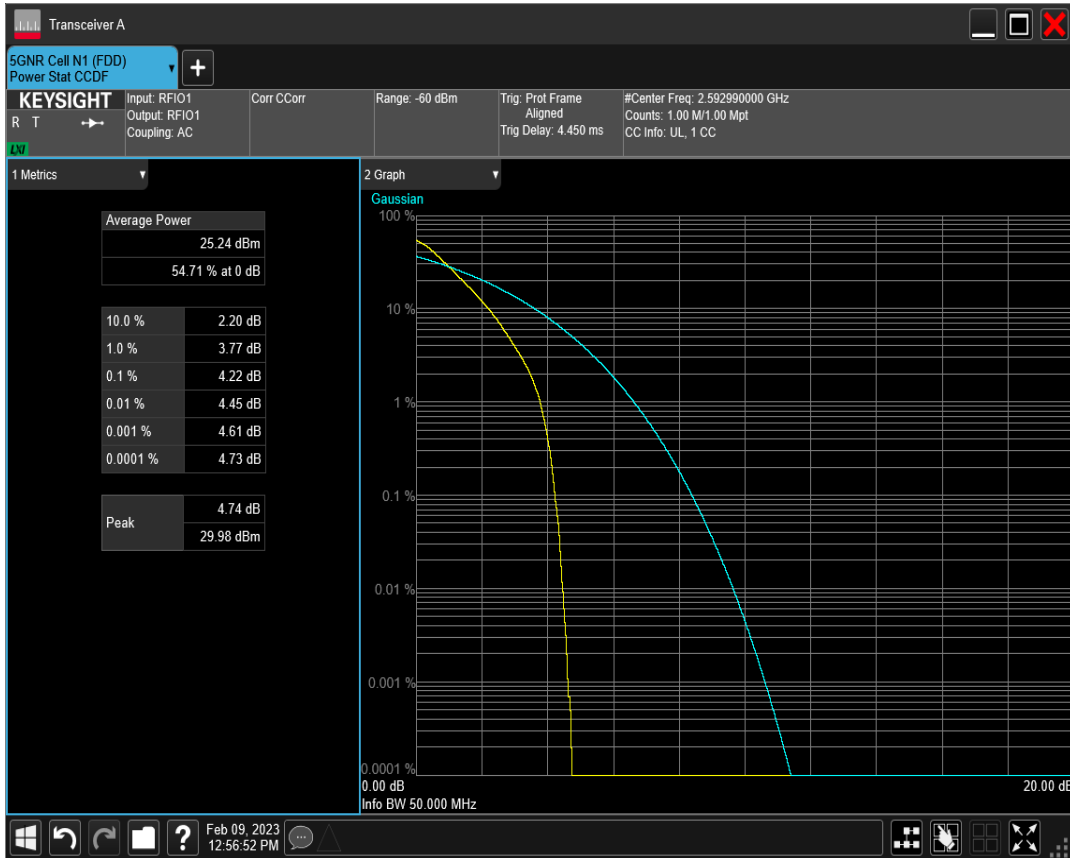 Transceiver A
5GNR Cell N1 (FDD)
Power Stat CCDF
+
KEYSIGHT
R T
LXI
Input: RFIO1
Output: RFIO1
Coupling: AC
Corr CCorr
Range: -60 dBm
Trig: Prot Frame
Aligned
Trig Delay: 4.450 ms
#Center Freq: 2.592990000 GHz
Counts: 1.00 M/1.00 Mpt
CC Info: UL, 1 CC
1 Metrics
Average Power
25.24 dBm
54.71 % at 0 dB
10.0 % 2.20 dB
1.0 % 3.77 dB
0.1 % 4.22 dB
0.01 % 4.45 dB
0.001 % 4.61 dB
0.0001 % 4.73 dB
Peak
4.74 dB
29.98 dBm
2 Graph
Gaussian
100 %
10 %
1 %
0.1 %
0.01 %
0.001 %
0.0001 %
0.00 dB
20.00 dB
Info BW 50.000 MHz
?
Feb 09, 2023
12:56:52 PM